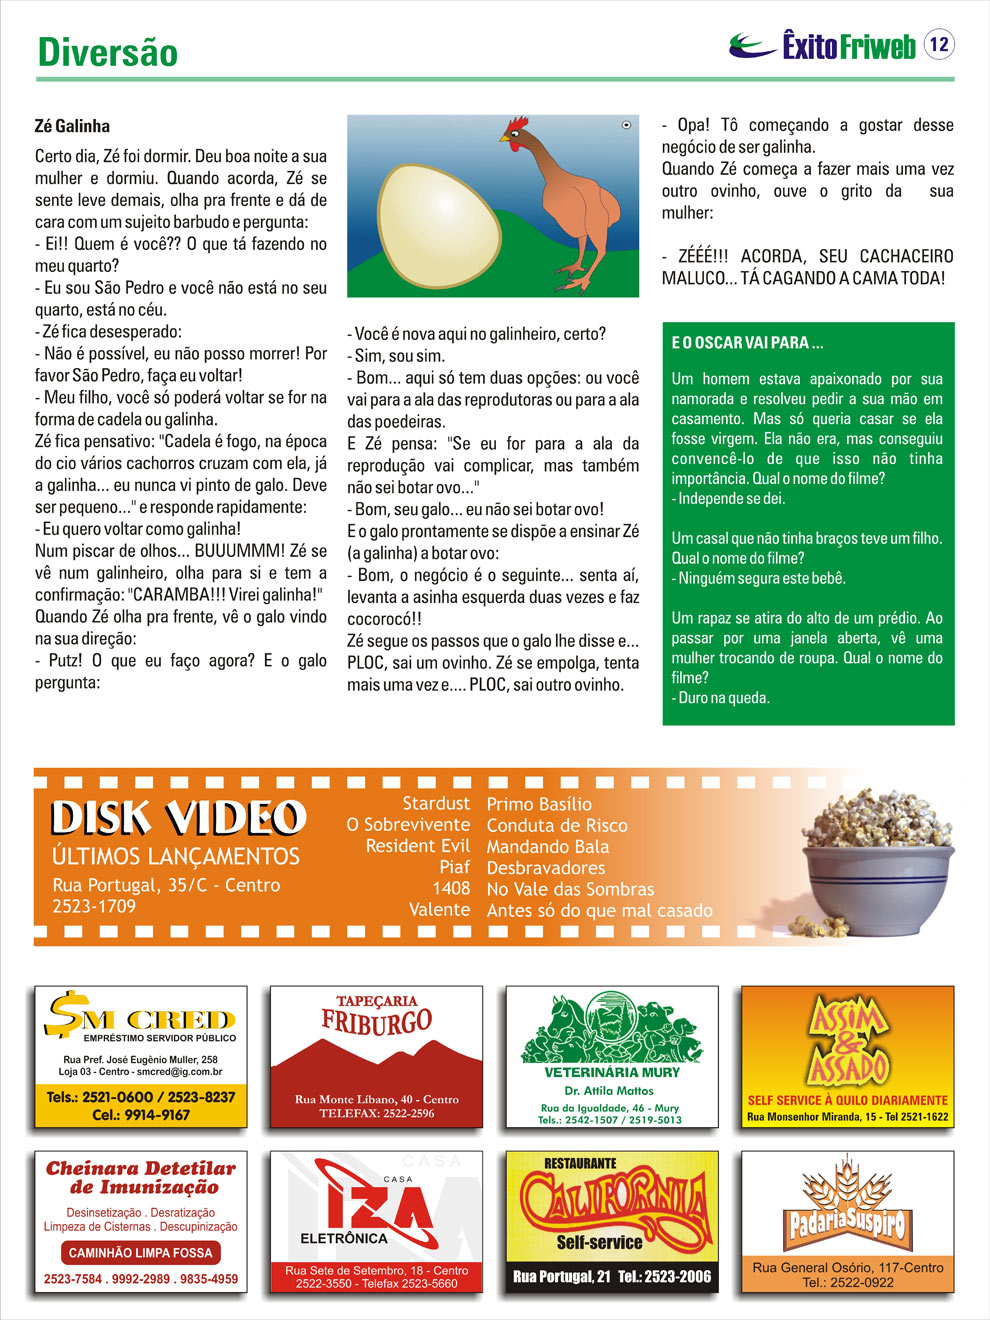 Diversão
ÊxitoFriweb 12
Zé Galinha
Certo dia, Zé foi dormir. Deu boa noite a sua
mulher e dormiu. Quando acorda, Zé se
sente leve demais, olha pra frente e dá de
cara com um sujeito barbudo e pergunta:
- Ei!! Quem é você?? O que tá fazendo no
meu quarto?
- Eu sou São Pedro e você não está no seu
quarto, está no céu.
- Zé fica desesperado:
- Não é possível, eu não posso morrer! Por
favor São Pedro, faça eu voltar!
- Meu filho, você só poderá voltar se for na
forma de cadela ou galinha.
Zé fica pensativo: "Cadela é fogo, na época
do cio vários cachorros cruzam com ela, já
a galinha... eu nunca vi pinto de galo. Deve
ser pequeno..." e responde rapidamente:
- Eu quero voltar como galinha!
Num piscar de olhos... BUUUMMM! Zé se
vê num galinheiro, olha para si e tem a
confirmação: "CARAMBA!!! Virei galinha!"
Quando Zé olha pra frente, vê o galo vindo
na sua direção:
- Putz! O que eu faço agora? E o galo
pergunta:
- Você é nova aqui no galinheiro, certo?
- Sim, sou sim.
- Bom... aqui só tem duas opções: ou você
vai para a ala das reprodutoras ou para a ala
das poedeiras.
E Zé pensa: "Se eu for para a ala da
reprodução vai complicar, mas também
não sei botar ovo..."
- Bom, seu galo... eu não sei botar ovo!
E o galo prontamente se dispõe a ensinar Zé
(a galinha) a botar ovo:
- Bom, o negócio é o seguinte... senta aí,
levanta a asinha esquerda duas vezes e faz
cocorocó!!
Zé segue os passos que o galo lhe disse e...
PLOC, sai um ovinho. Zé se empolga, tenta
mais uma vez e.... PLOC, sai outro ovinho.
- Opa! Tô começando a gostar desse
negócio de ser galinha.
Quando Zé começa a fazer mais uma vez
outro ovinho, ouve o grito da sua
mulher:
- ZÉÉÉ!!! ACORDA, SEU CACHACEIRO
MALUCO... TÁ CAGANDO A CAMA TODA!
E O OSCAR VAI PARA ...
Um homem estava apaixonado por sua
namorada e resolveu pedir a sua mão em
casamento. Mas só queria casar se ela
fosse virgem. Ela não era, mas conseguiu
convencê-lo de que isso não tinha
importância. Qual o nome do filme?
- Independe se dei.
Um casal que não tinha braços teve um filho.
Qual o nome do filme?
- Ninguém segura este bebê.
Um rapaz se atira do alto de um prédio. Ao
passar por uma janela aberta, vê uma
mulher trocando de roupa. Qual o nome do
filme?
- Duro na queda.
DISK VIDEO
ÚLTIMOS LANÇAMENTOS
Rua Portugal, 35/C - Centro
2523-1709
Stardust
O Sobrevivente
Resident Evil
Piaf
1408
Valente
Primo Basílio
Conduta de Risco
Mandando Bala
Desbravadores
No Vale das Sombras
Antes só do que mal casado
$M CRED
EMPRÉSTIMO SERVIDOR PÚBLICO
Rua Pref. José Eugênio Muller, 258
Loja 03 - Centro - smcred@ig.com.br
Tels.: 2521-0600 / 2523-8237
Cel.: 9914-9167
TAPEÇARIA
FRIBURGO
Rua Monte Líbano, 40 - Centro
TELEFAX: 2522-2596
VETERINÁRIA MURY
Dr. Attila Mattos
Rua da Igualdade, 46 - Mury
Tels.: 2542-1507 / 2519-5013
ASSIM
&
ASSADO
SELF SERVICE À QUILO DIARIAMENTE
Rua Monsenhor Miranda, 15 - Tel 2521-1622
Cheinara Detetilar
de Imunização
Desinsetização . Desratização
Limpeza de Cisternas . Descupinização
CAMINHÃO LIMPA FOSSA
2523-7584 . 9992-2989 . 9835-4959
CASA
CASA
IZA
ELETRÔNICA
Rua Sete de Setembro, 18 - Centro
2522-3550 - Telefax 2523-5660
RESTAURANTE
CALIFORNIA
Self-service
Rua Portugal, 21 Tel.: 2523-2006
Padaria Suspiro
Rua General Osório, 117-Centro
Tel.: 2522-0922